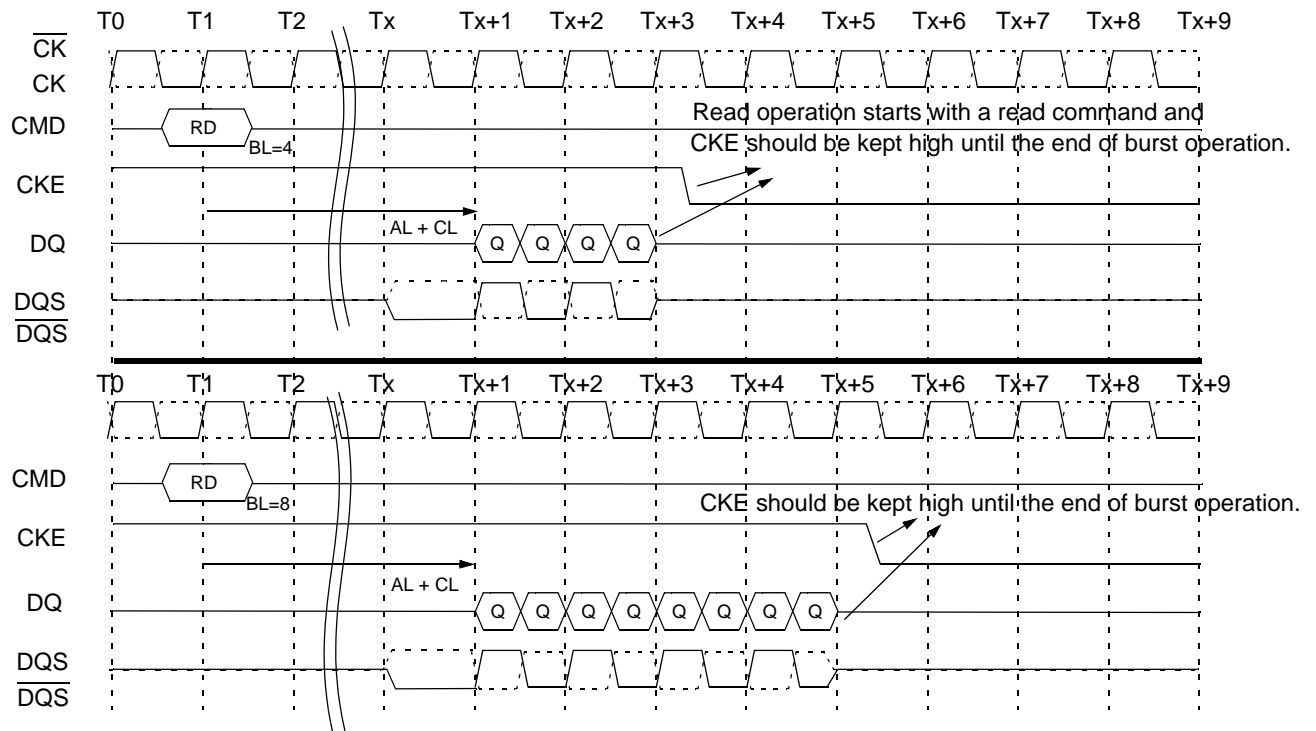 T0 T1 T2 Tx Tx+1 Tx+2 Tx+3 Tx+4 Tx+5 Tx+6 Tx+7 Tx+8 Tx+9
CK
CK
Read operation starts with a read command and
CMD RD BL=4
CKE should be kept high until the end of burst operation.
CKE
AL + CL
DQ Q Q Q Q
DQS
DQS
T0 T1 T2 Tx Tx+1 Tx+2 Tx+3 Tx+4 Tx+5 Tx+6 Tx+7 Tx+8 Tx+9
CMD RD BL=8
CKE should be kept high until the end of burst operation.
CKE
AL + CL
DQ Q Q Q Q Q Q Q Q
DQS
DQS